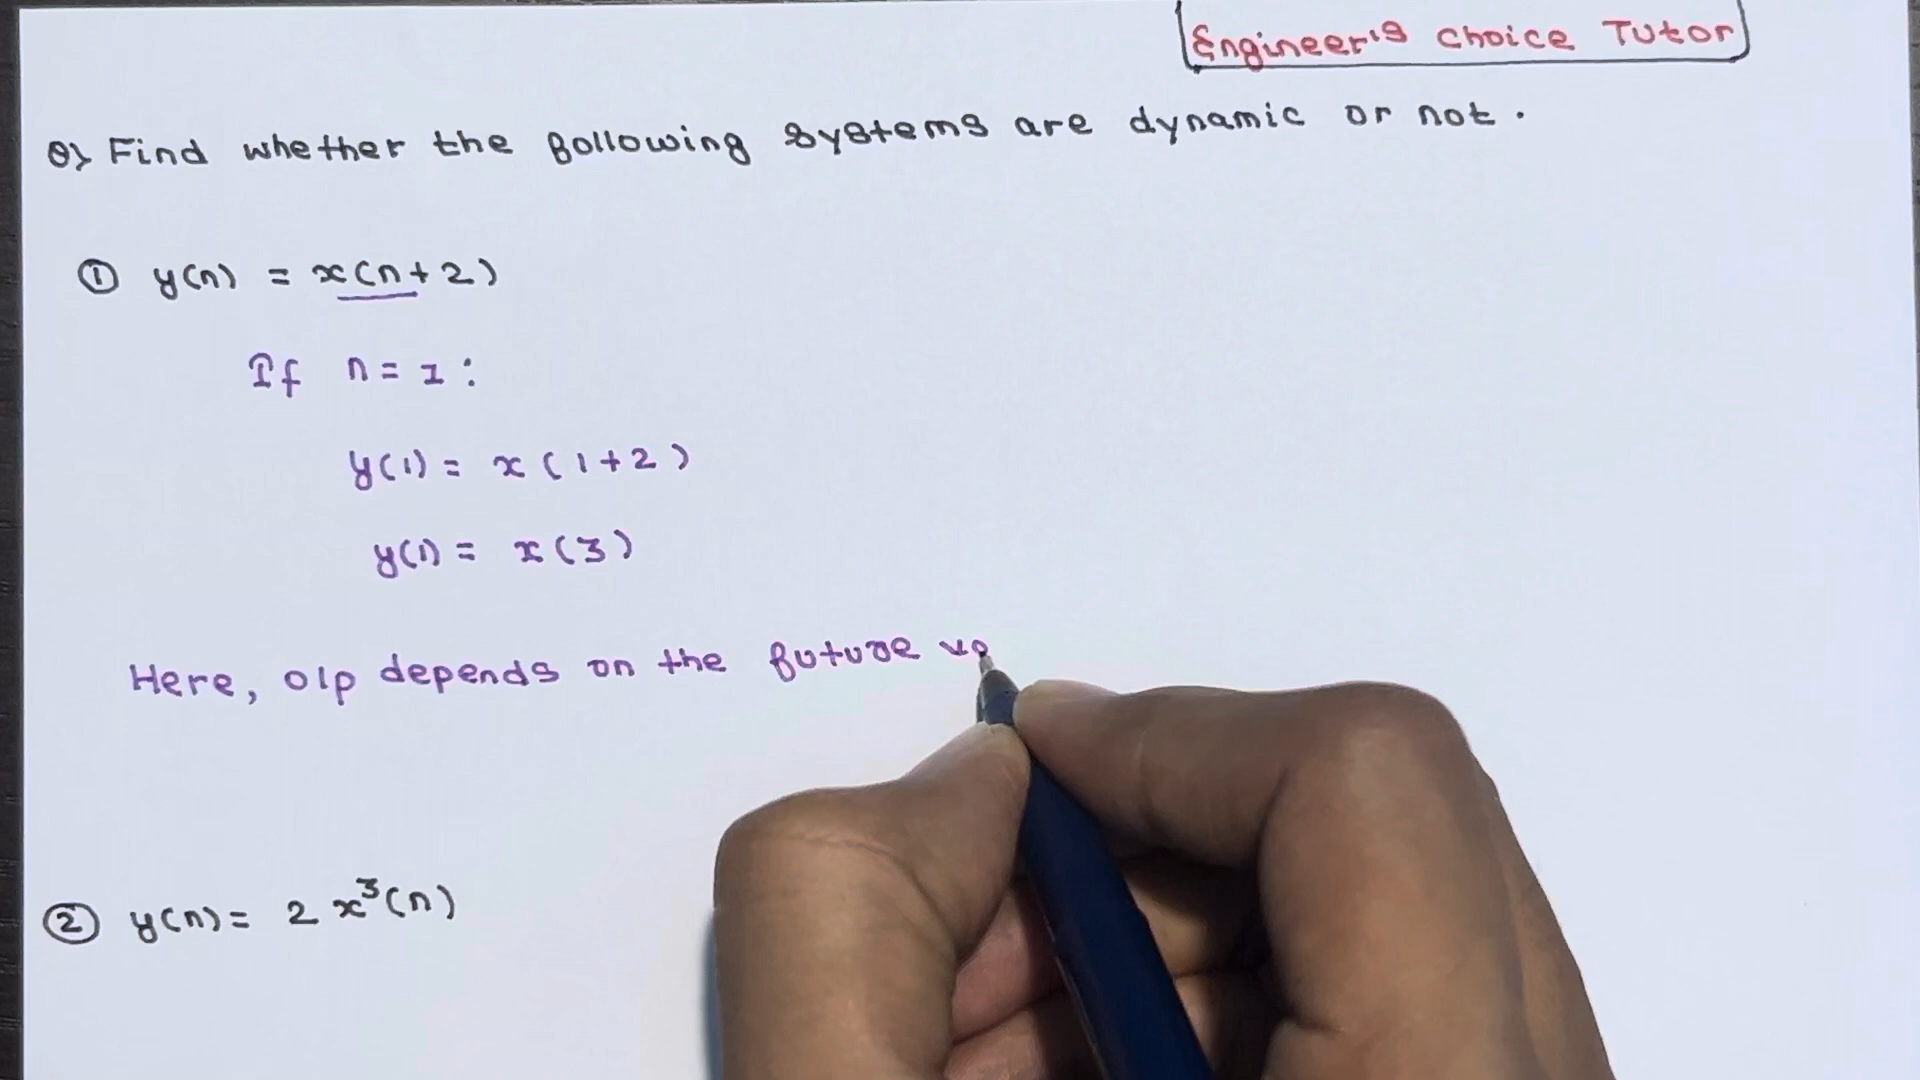 Engineer's Choice Tutor
Q) Find whether the following systems are dynamic or not.
① y(n) = x(n+2)
If n = 1 :
y(1) = x(1+2)
y(1) = x(3)
Here, o/p depends on the future va
② y(n) = 2 x³(n)